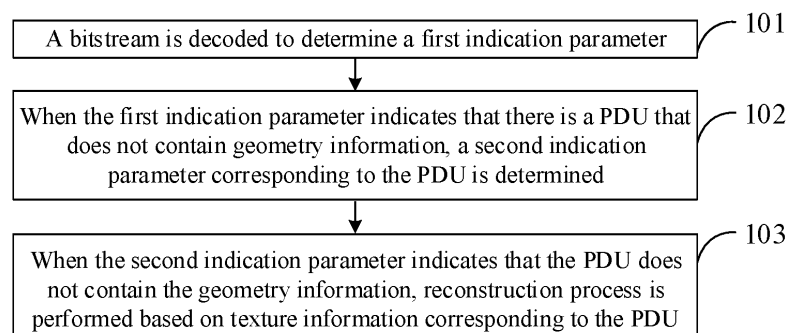 A bitstream is decoded to determine a first indication parameter
101
When the first indication parameter indicates that there is a PDU that
does not contain geometry information, a second indication
parameter corresponding to the PDU is determined
102
When the second indication parameter indicates that the PDU does
not contain the geometry information, reconstruction process is
performed based on texture information corresponding to the PDU
103